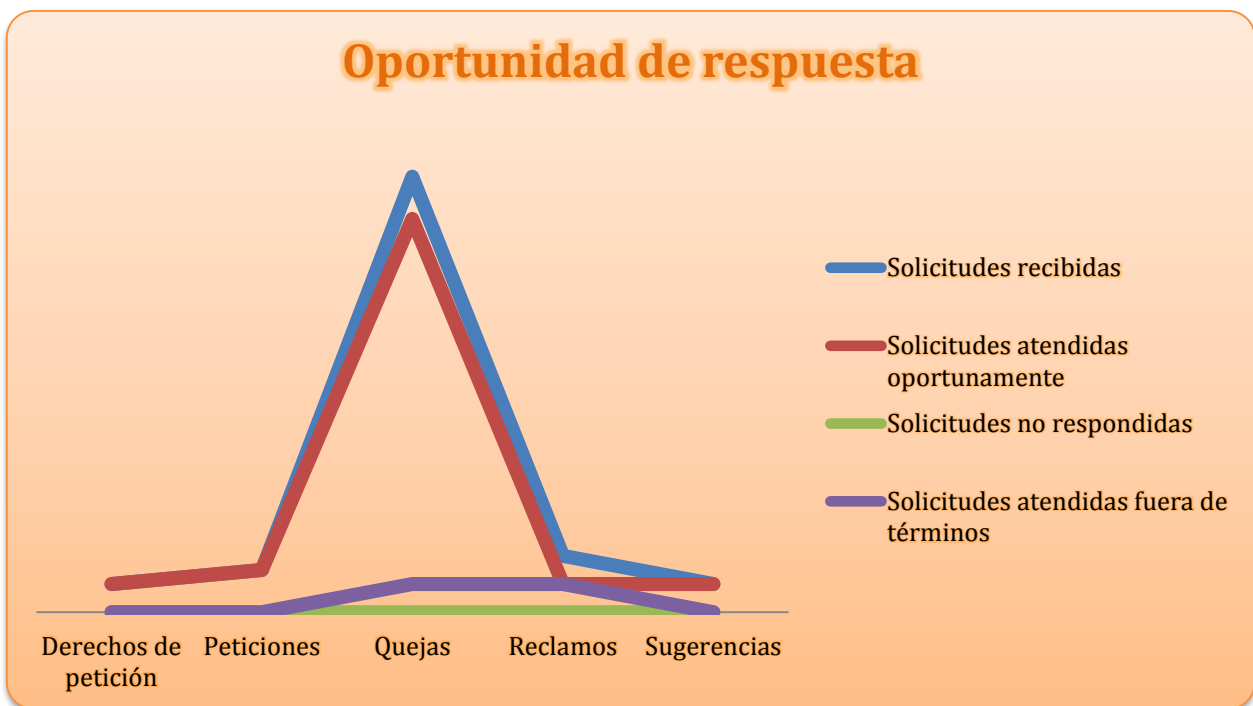 Oportunidad de respuesta
Solicitudes recibidas
Solicitudes atendidas
oportunamente
Solicitudes no respondidas
Solicitudes atendidas fuera de
términos
Derechos de
petición
Peticiones
Quejas
Reclamos
Sugerencias